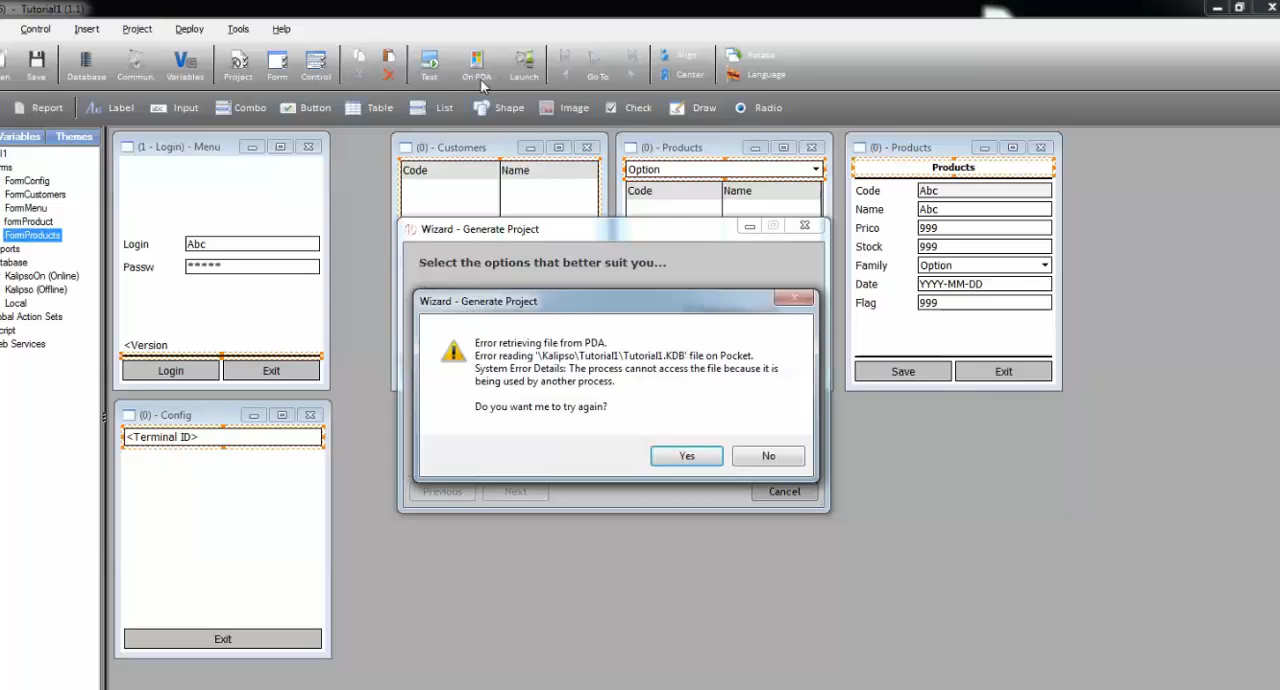 - Tutorial1 (1.1)
Control Insert Project Deploy Tools Help
Save Database Commun. Variables Project Form Control Test On PDA Launch Go To Align Center Rotate Language
Report Label Input Combo Button Table List Shape Image Check Draw Radio
Variables Themes
FormConfig
FormCustomers
FormMenu
formProduct
FormProducts
KalipsoOn (Online)
Kalipso (Offline)
Local
(1 - Login) - Menu
Login Abc
Passw *****
<Version
Login Exit
(0) - Config
<Terminal ID>
Exit
(0) - Customers
Code Name
(0) - Products
Option
Code Name
(0) - Products
Products
Code Abc
Name Abc
Price 999
Stock 999
Family Option
Date YYYY-MM-DD
Flag 999
Save Exit
Wizard - Generate Project
Select the options that better suit you...
Previous Next Cancel
Wizard - Generate Project
Error retrieving file from PDA.
Error reading '\Kalipso\Tutorial1\Tutorial1.KDB' file on Pocket.
System Error Details: The process cannot access the file because it is
being used by another process.
Do you want me to try again?
Yes No